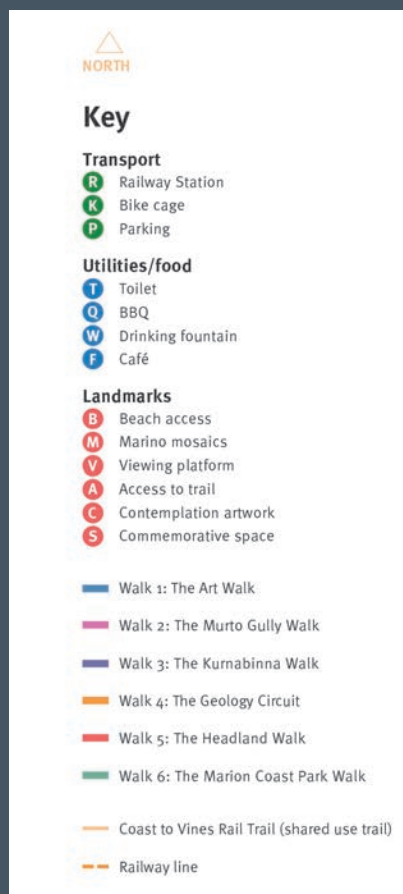 NORTH
Key
Transport
R Railway Station
K Bike cage
P Parking
Utilities/food
T Toilet
Q BBQ
W Drinking fountain
F Café
Landmarks
B Beach access
M Marino mosaics
V Viewing platform
A Access to trail
C Contemplation artwork
S Commemorative space
Walk 1: The Art Walk
Walk 2: The Murto Gully Walk
Walk 3: The Kurnabinna Walk
Walk 4: The Geology Circuit
Walk 5: The Headland Walk
Walk 6: The Marion Coast Park Walk
Coast to Vines Rail Trail (shared use trail)
Railway line